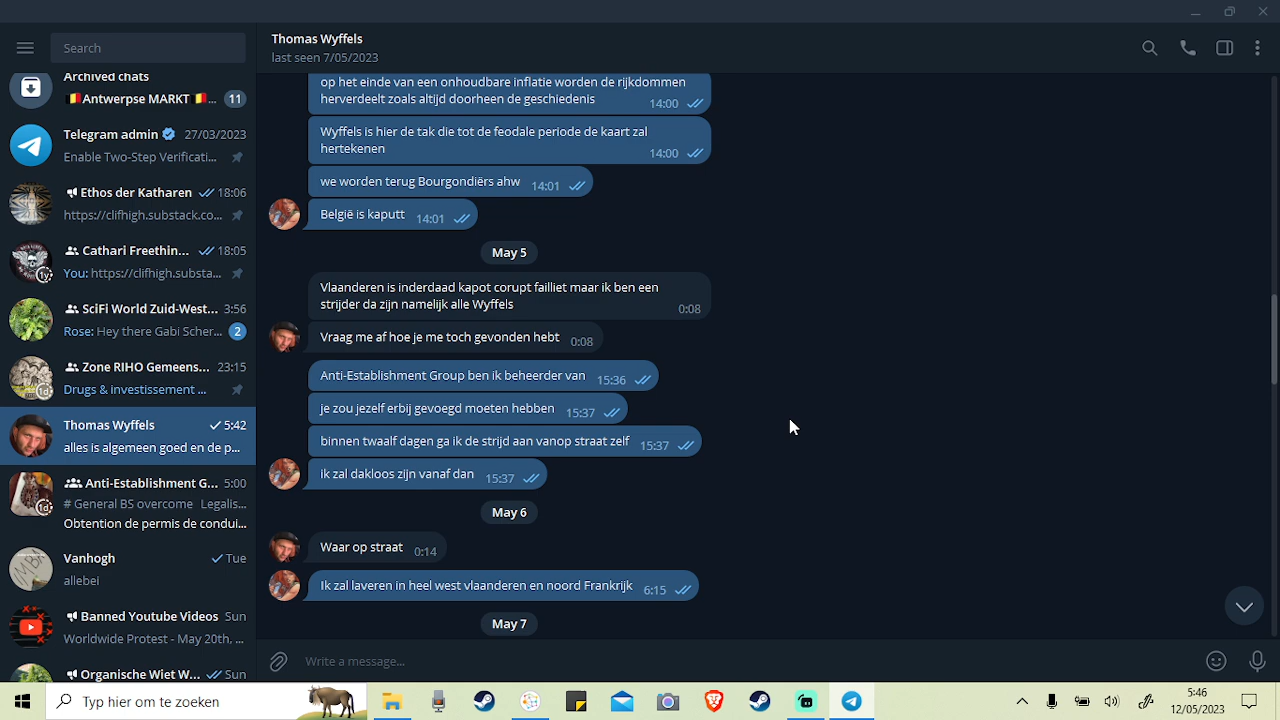 Search
Archived chats
🇧🇪Antwerpse MARKT 🇧🇪... 11
Telegram admin 27/03/2023
Enable Two-Step Verificati...
Ethos der Katharen 18:06
https://clifhigh.substack.co...
Cathari Freethin... 18:05
You: https://clifhigh.substa...
SciFi World Zuid-West... 3:56
Rose: Hey there Gabi Scher... 2
Zone RIHO Gemeens... 23:15
Drugs & investissement ...
Thomas Wyffels 5:42
alles is algemeen goed en de p...
Anti-Establishment G... 5:00
# General BS overcome Legalis...
Obtention de permis de condui...
Vanhogh Tue
allebei
Banned Youtube Videos Sun
Worldwide Protest - May 20th, ...
Organische Wiet W... Sun
Thomas Wyffels
last seen 7/05/2023
op het einde van een onhoudbare inflatie worden de rijkdommen
herverdeelt zoals altijd doorheen de geschiedenis 14:00
Wyffels is hier de tak die tot de feodale periode de kaart zal
hertekenen 14:00
we worden terug Bourgondiërs ahw 14:01
België is kaputt 14:01
May 5
Vlaanderen is inderdaad kapot corupt failliet maar ik ben een
strijder da zijn namelijk alle Wyffels 0:08
Vraag me af hoe je me toch gevonden hebt 0:08
Anti-Establishment Group ben ik beheerder van 15:36
je zou jezelf erbij gevoegd moeten hebben 15:37
binnen twaalf dagen ga ik de strijd aan vanop straat zelf 15:37
ik zal dakloos zijn vanaf dan 15:37
May 6
Waar op straat 0:14
Ik zal laveren in heel west vlaanderen en noord Frankrijk 6:15
May 7
Write a message...
Typ hier om te zoeken
5:46
12/05/2023